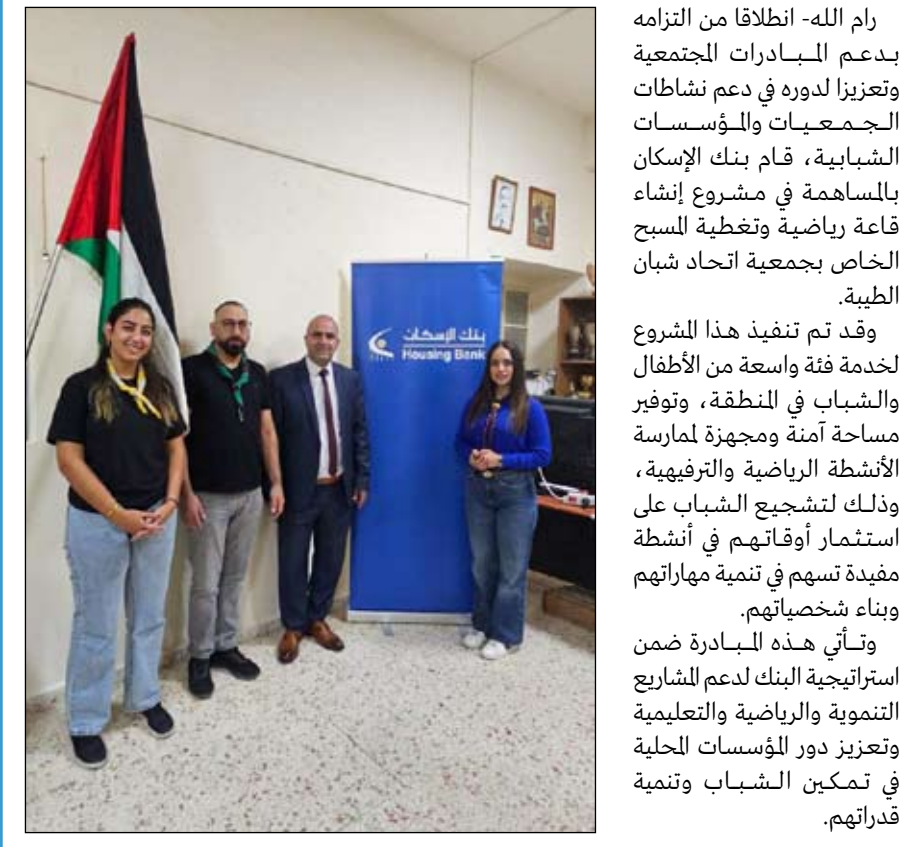 رام الله- انطلاقا من التزامه
بدعم المبادرات المجتمعية
وتعزيزا لدوره في دعم نشاطات
الجمعيات والمؤسسات
الشبابية، قام بنك الإسكان
بالمساهمة في مشروع إنشاء
قاعة رياضية وتغطية المسبح
الخاص بجمعية اتحاد شبان
الطيبة.
وقد تم تنفيذ هذا المشروع
لخدمة فئة واسعة من الأطفال
والشباب في المنطقة، وتوفير
مساحة آمنة ومجهزة لممارسة
الأنشطة الرياضية والترفيهية،
وذلك لتشجيع الشباب على
استثمار أوقاتهم في أنشطة
مفيدة تسهم في تنمية مهاراتهم
وبناء شخصياتهم.
وتأتي هذه المبادرة ضمن
استراتيجية البنك لدعم المشاريع
التنموية والرياضية والتعليمية
وتعزيز دور المؤسسات المحلية
في تمكين الشباب وتنمية
قدراتهم.
بنك الإسكان
Housing Bank